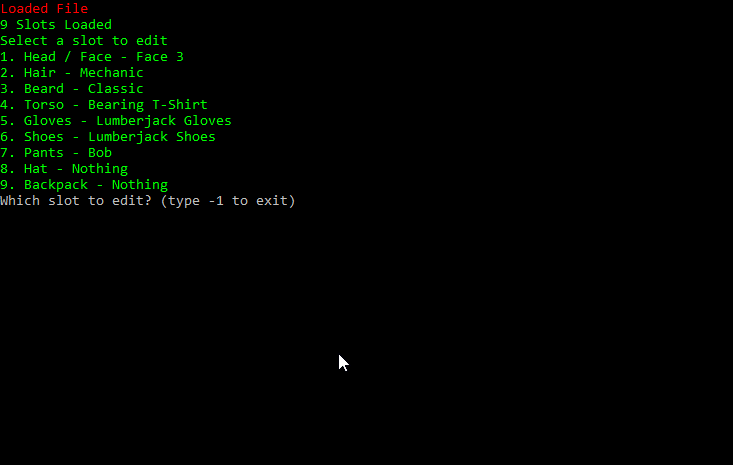 Loaded File
9 Slots Loaded
Select a slot to edit
1. Head / Face - Face 3
2. Hair - Mechanic
3. Beard - Classic
4. Torso - Bearing T-Shirt
5. Gloves - Lumberjack Gloves
6. Shoes - Lumberjack Shoes
7. Pants - Bob
8. Hat - Nothing
9. Backpack - Nothing
Which slot to edit? (type -1 to exit)